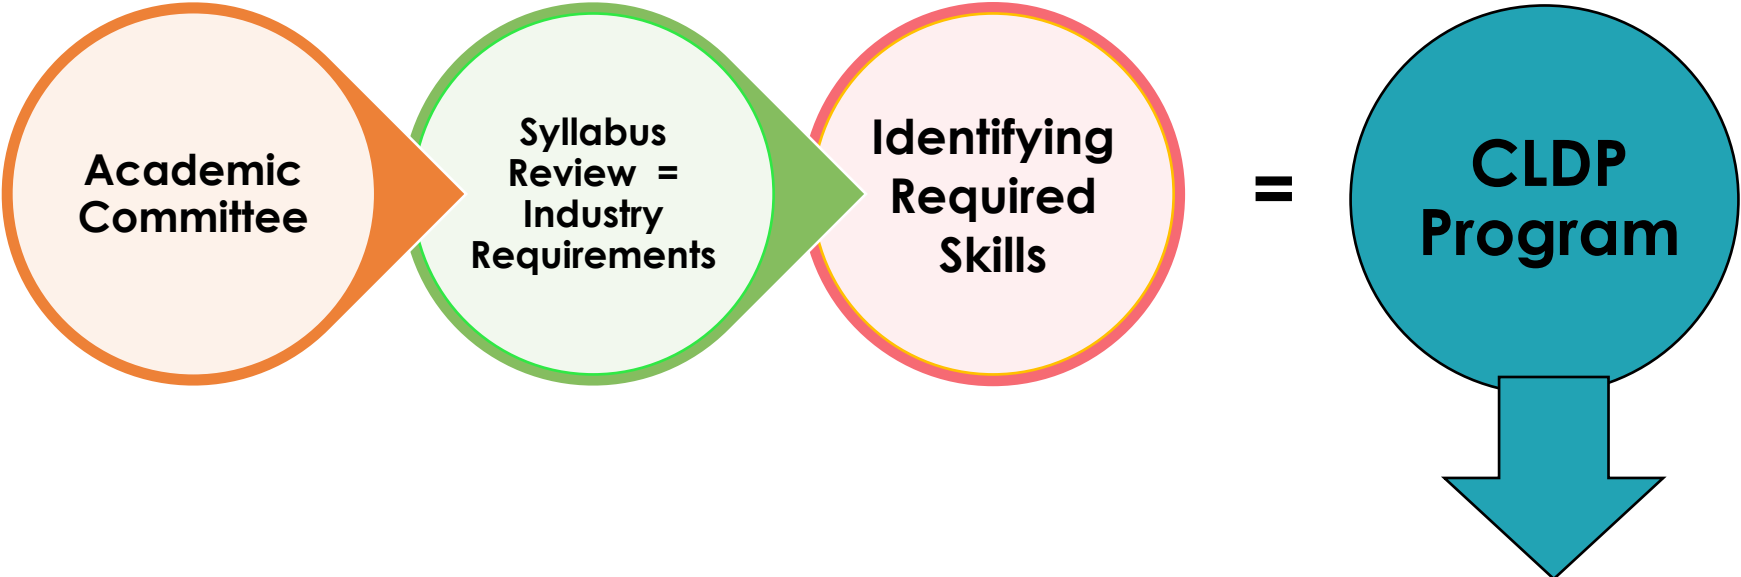 Academic
Committee
Syllabus
Review =
Industry
Requirements
Identifying
Required
Skills
=
CLDP
Program